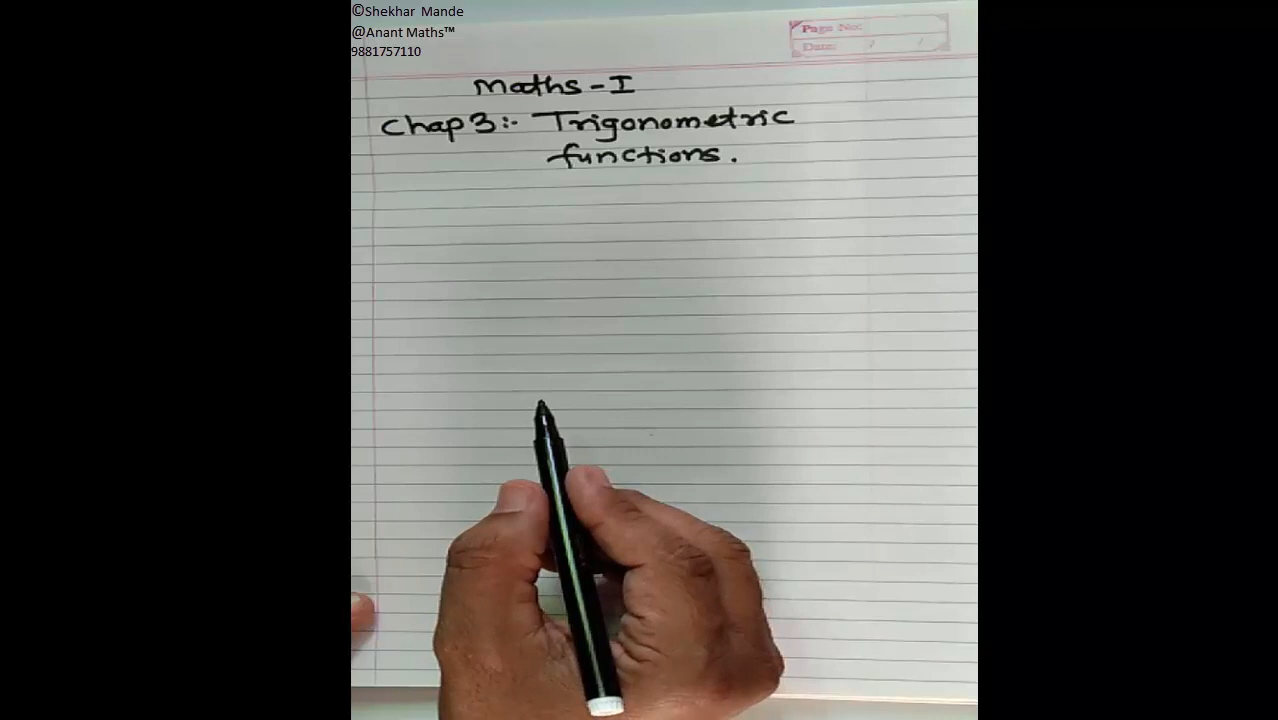 ©Shekhar Mande
@Anant Maths™
9881757110
Page No:
Date: / /
Maths - I
Chap 3:- Trigonometric
functions.